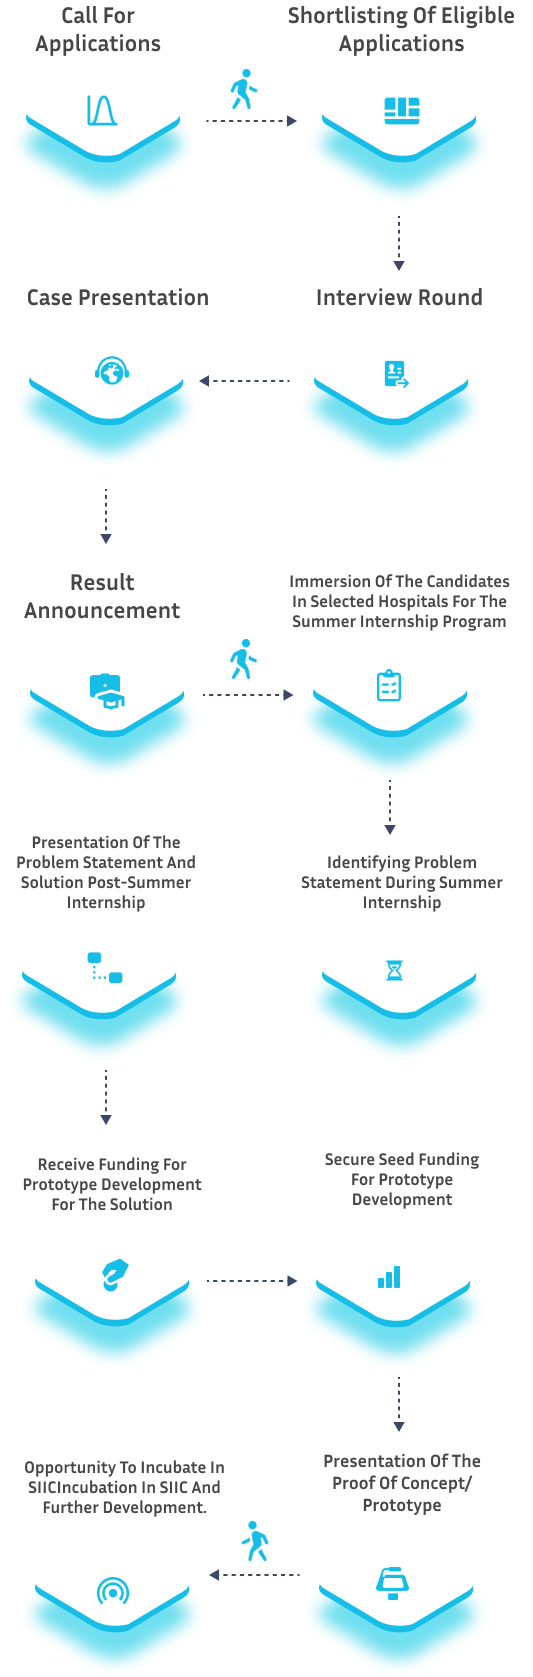 Call For
Applications
Shortlisting Of Eligible
Applications
Interview Round
Case Presentation
Result
Announcement
Immersion Of The Candidates
In Selected Hospitals For The
Summer Internship Program
Identifying Problem
Statement During Summer
Internship
Presentation Of The
Problem Statement And
Solution Post-Summer
Internship
Receive Funding For
Prototype Development
For The Solution
Secure Seed Funding
For Prototype
Development
Presentation Of The
Proof Of Concept/
Prototype
Opportunity To Incubate In
SIICIncubation In SIIC And
Further Development.